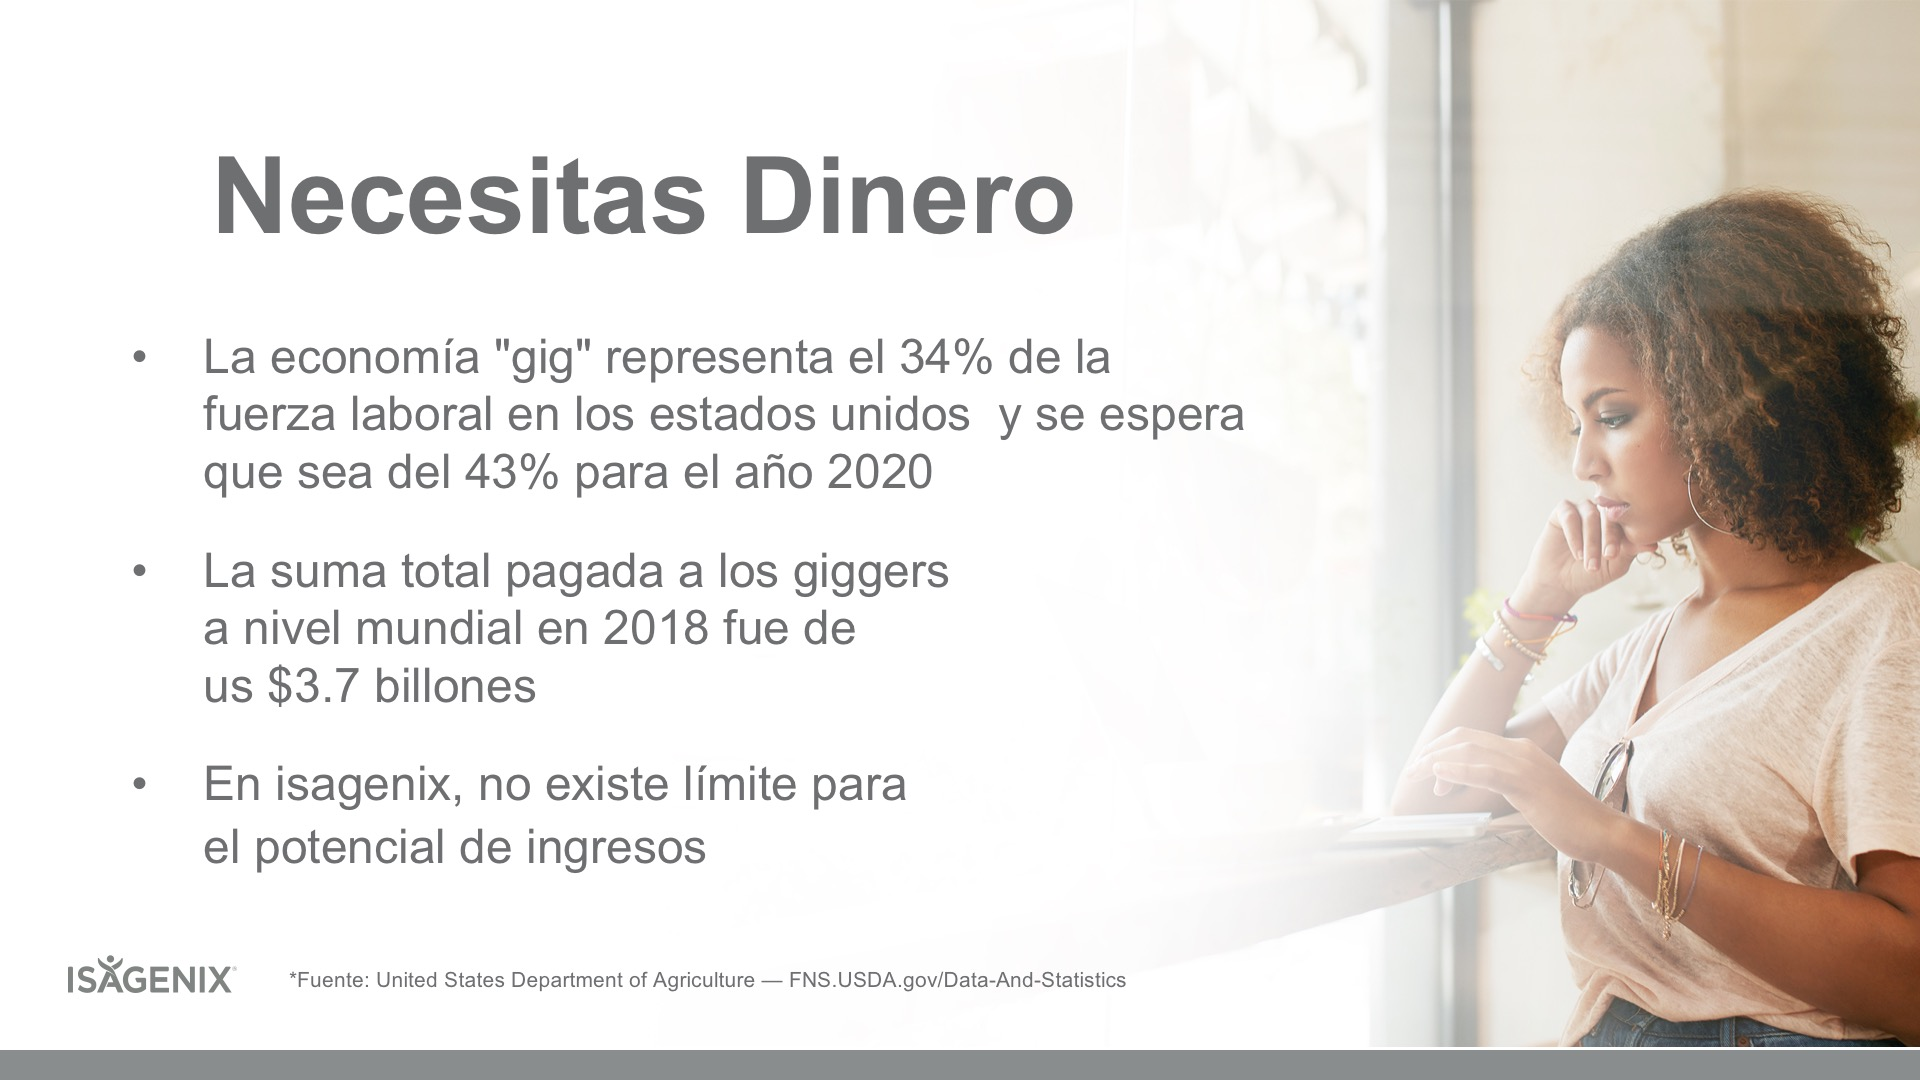 Necesitas Dinero
• La economía "gig" representa el 34% de la
fuerza laboral en los estados unidos  y se espera
que sea del 43% para el año 2020
• La suma total pagada a los giggers
a nivel mundial en 2018 fue de
us $3.7 billones
• En isagenix, no existe límite para
el potencial de ingresos
ISAGENIX
*Fuente: United States Department of Agriculture — FNS.USDA.gov/Data-And-Statistics